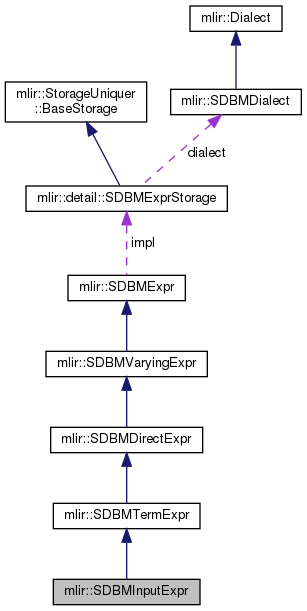 mlir::Dialect
mlir::StorageUniquer
::BaseStorage
mlir::SDBMDialect
dialect
mlir::detail::SDBMExprStorage
impl
mlir::SDBMExpr
mlir::SDBMVaryingExpr
mlir::SDBMDirectExpr
mlir::SDBMTermExpr
mlir::SDBMInputExpr